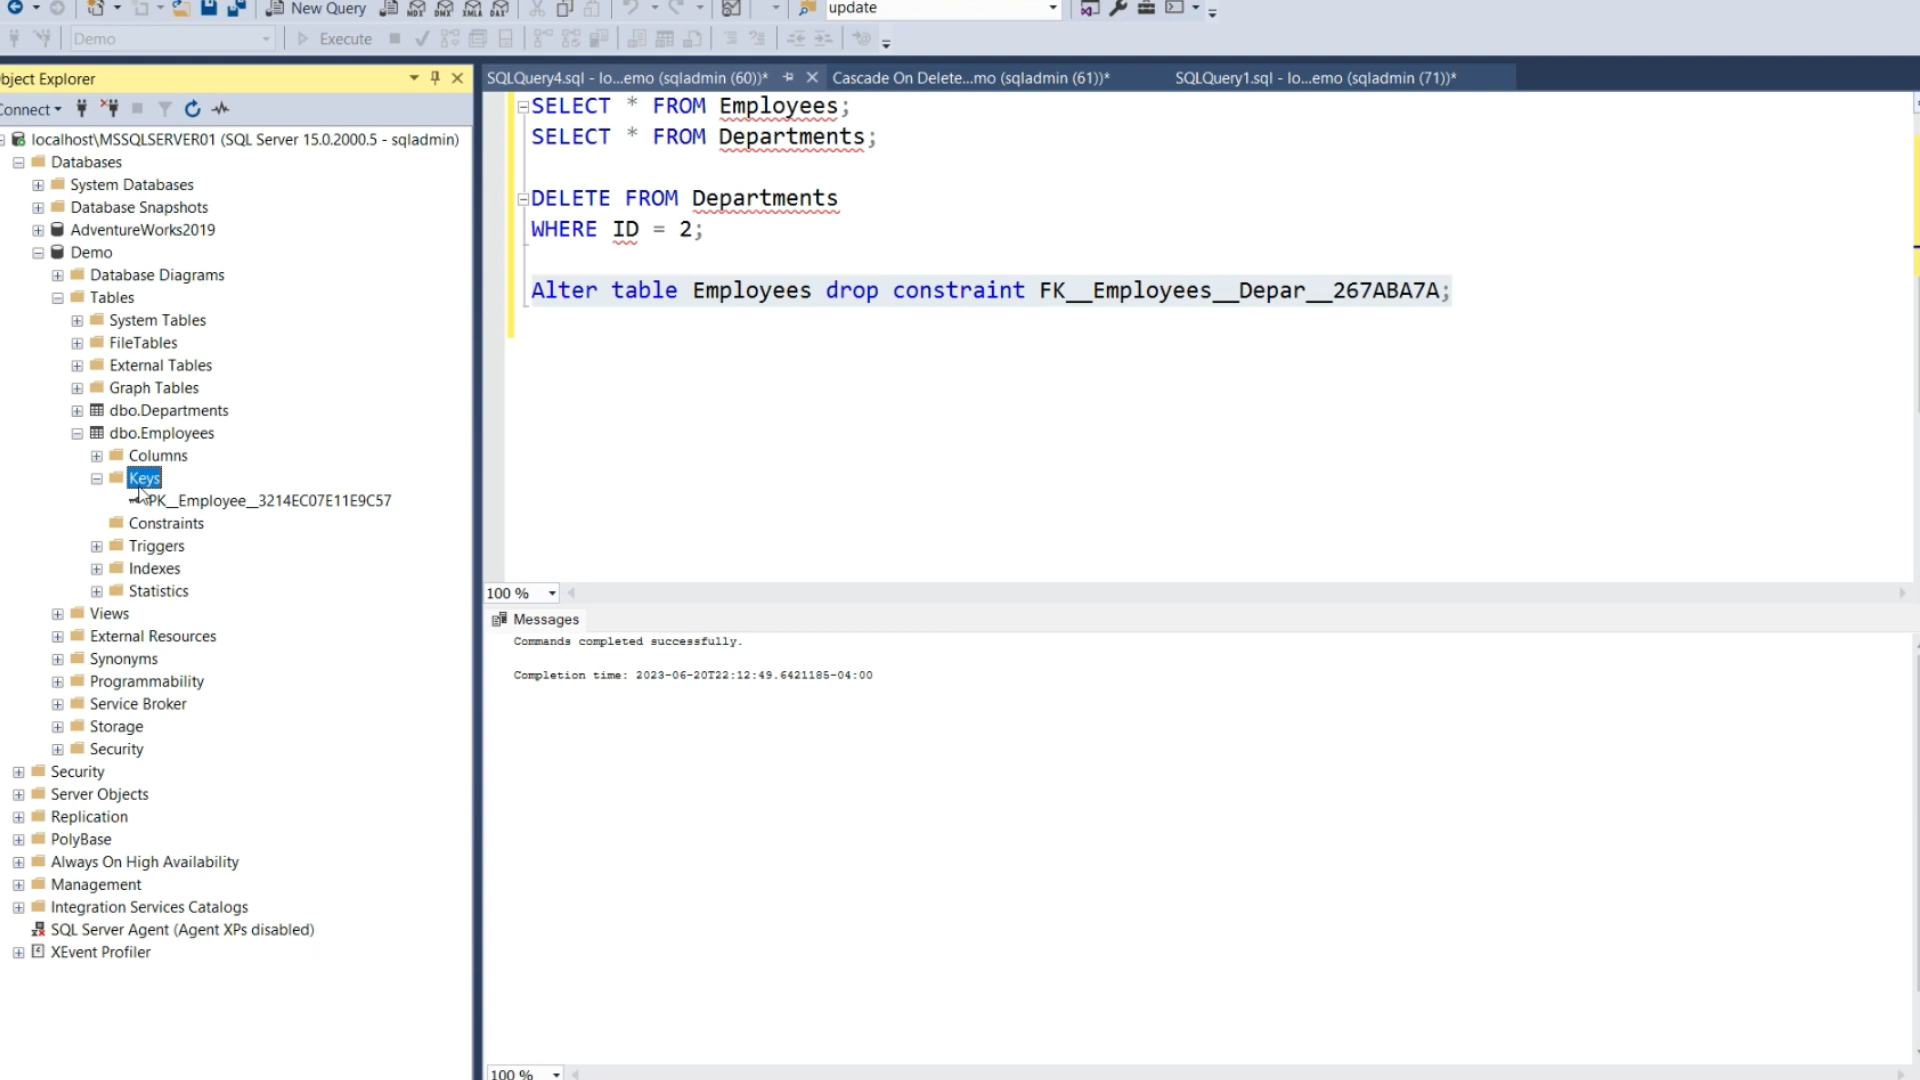 New Query
update
Demo
Execute
bject Explorer
onnect
localhost\MSSQLSERVER01 (SQL Server 15.0.2000.5 - sqladmin)
Databases
System Databases
Database Snapshots
AdventureWorks2019
Demo
Database Diagrams
Tables
System Tables
FileTables
External Tables
Graph Tables
dbo.Departments
dbo.Employees
Columns
Keys
PK__Employee__3214EC07E11E9C57
Constraints
Triggers
Indexes
Statistics
Views
External Resources
Synonyms
Programmability
Service Broker
Storage
Security
Security
Server Objects
Replication
PolyBase
Always On High Availability
Management
Integration Services Catalogs
SQL Server Agent (Agent XPs disabled)
XEvent Profiler
SQLQuery4.sql - lo...emo (sqladmin (60))*
Cascade On Delete...mo (sqladmin (61))*
SQLQuery1.sql - lo...emo (sqladmin (71))*
SELECT * FROM Employees;
SELECT * FROM Departments;
DELETE FROM Departments
WHERE ID = 2;
Alter table Employees drop constraint FK__Employees__Depar__267ABA7A;
100 %
Messages
Commands completed successfully.
Completion time: 2023-06-20T22:12:49.6421185-04:00
100 %